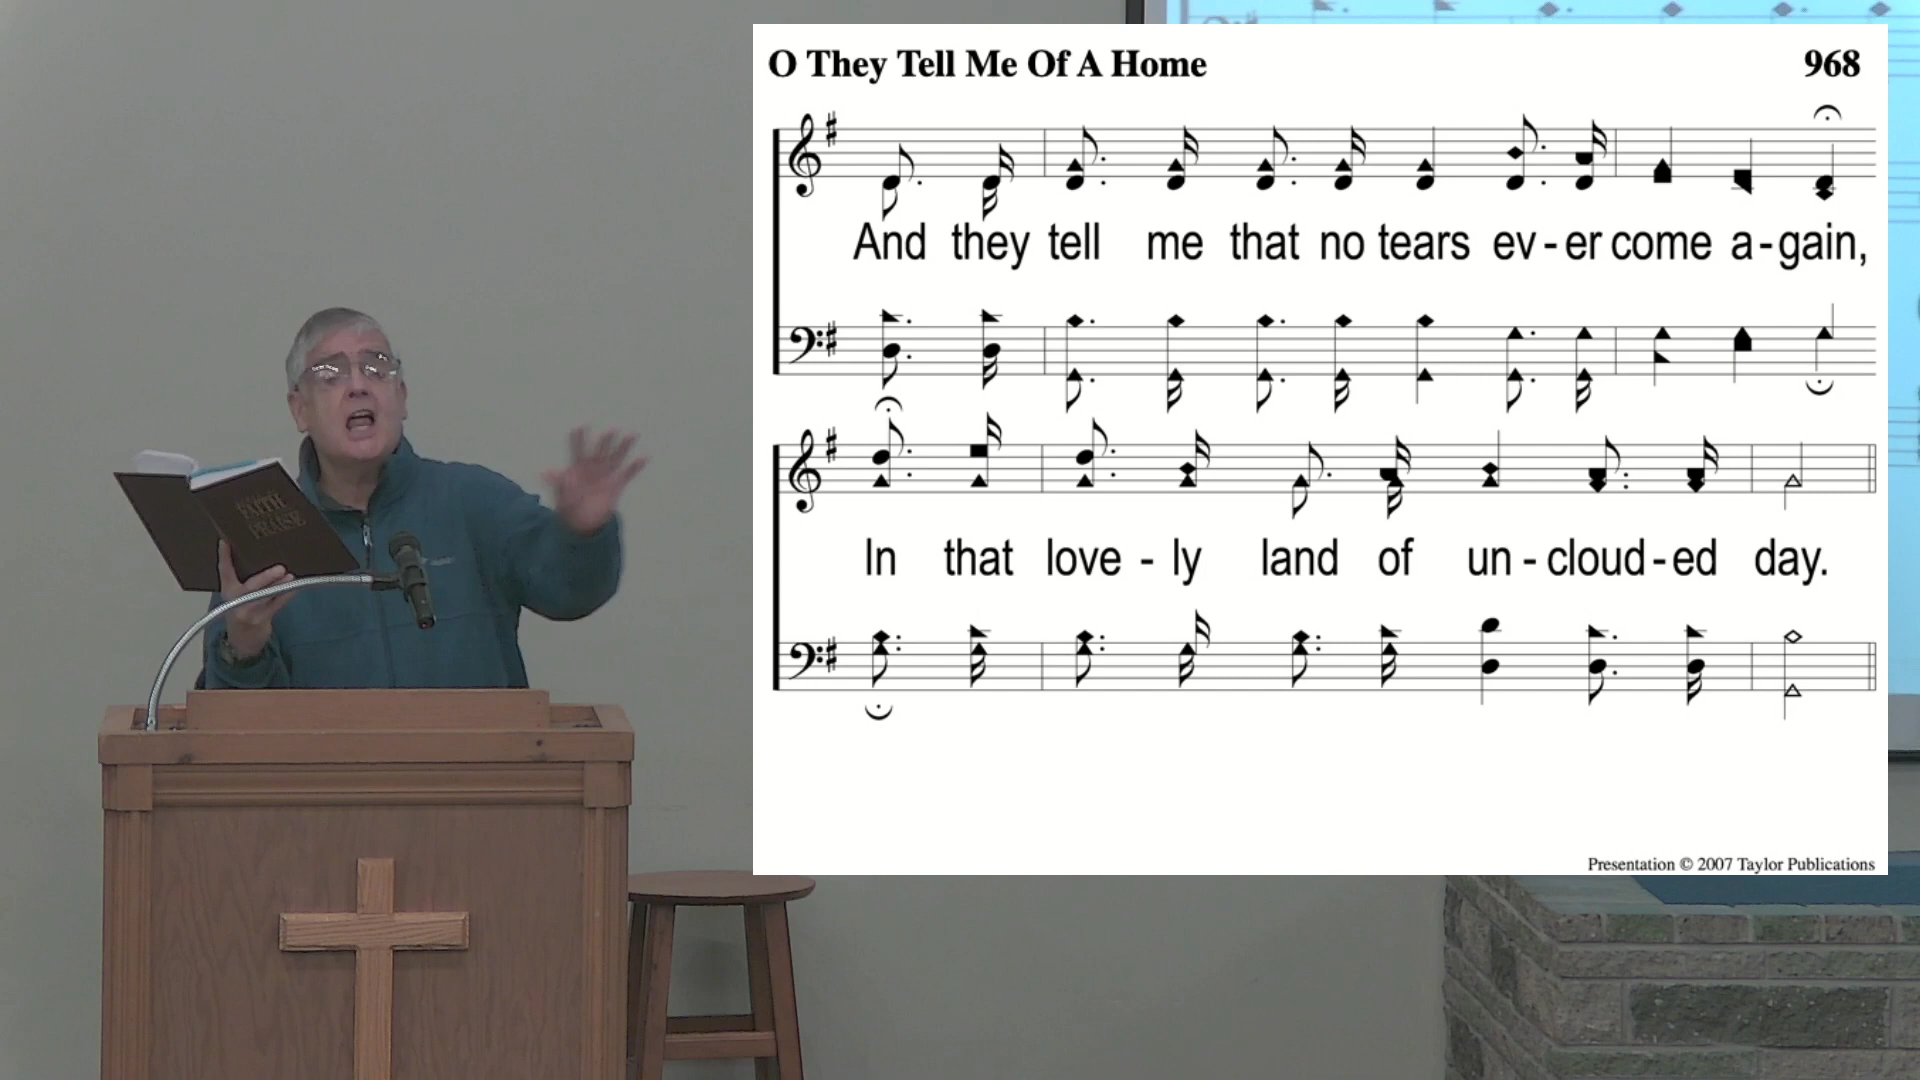 O They Tell Me Of A Home 968
And they tell me that no tears ev - er come a - gain,
In that love - ly land of un - cloud - ed day.
Presentation © 2007 Taylor Publications
FAITH
PRAISE